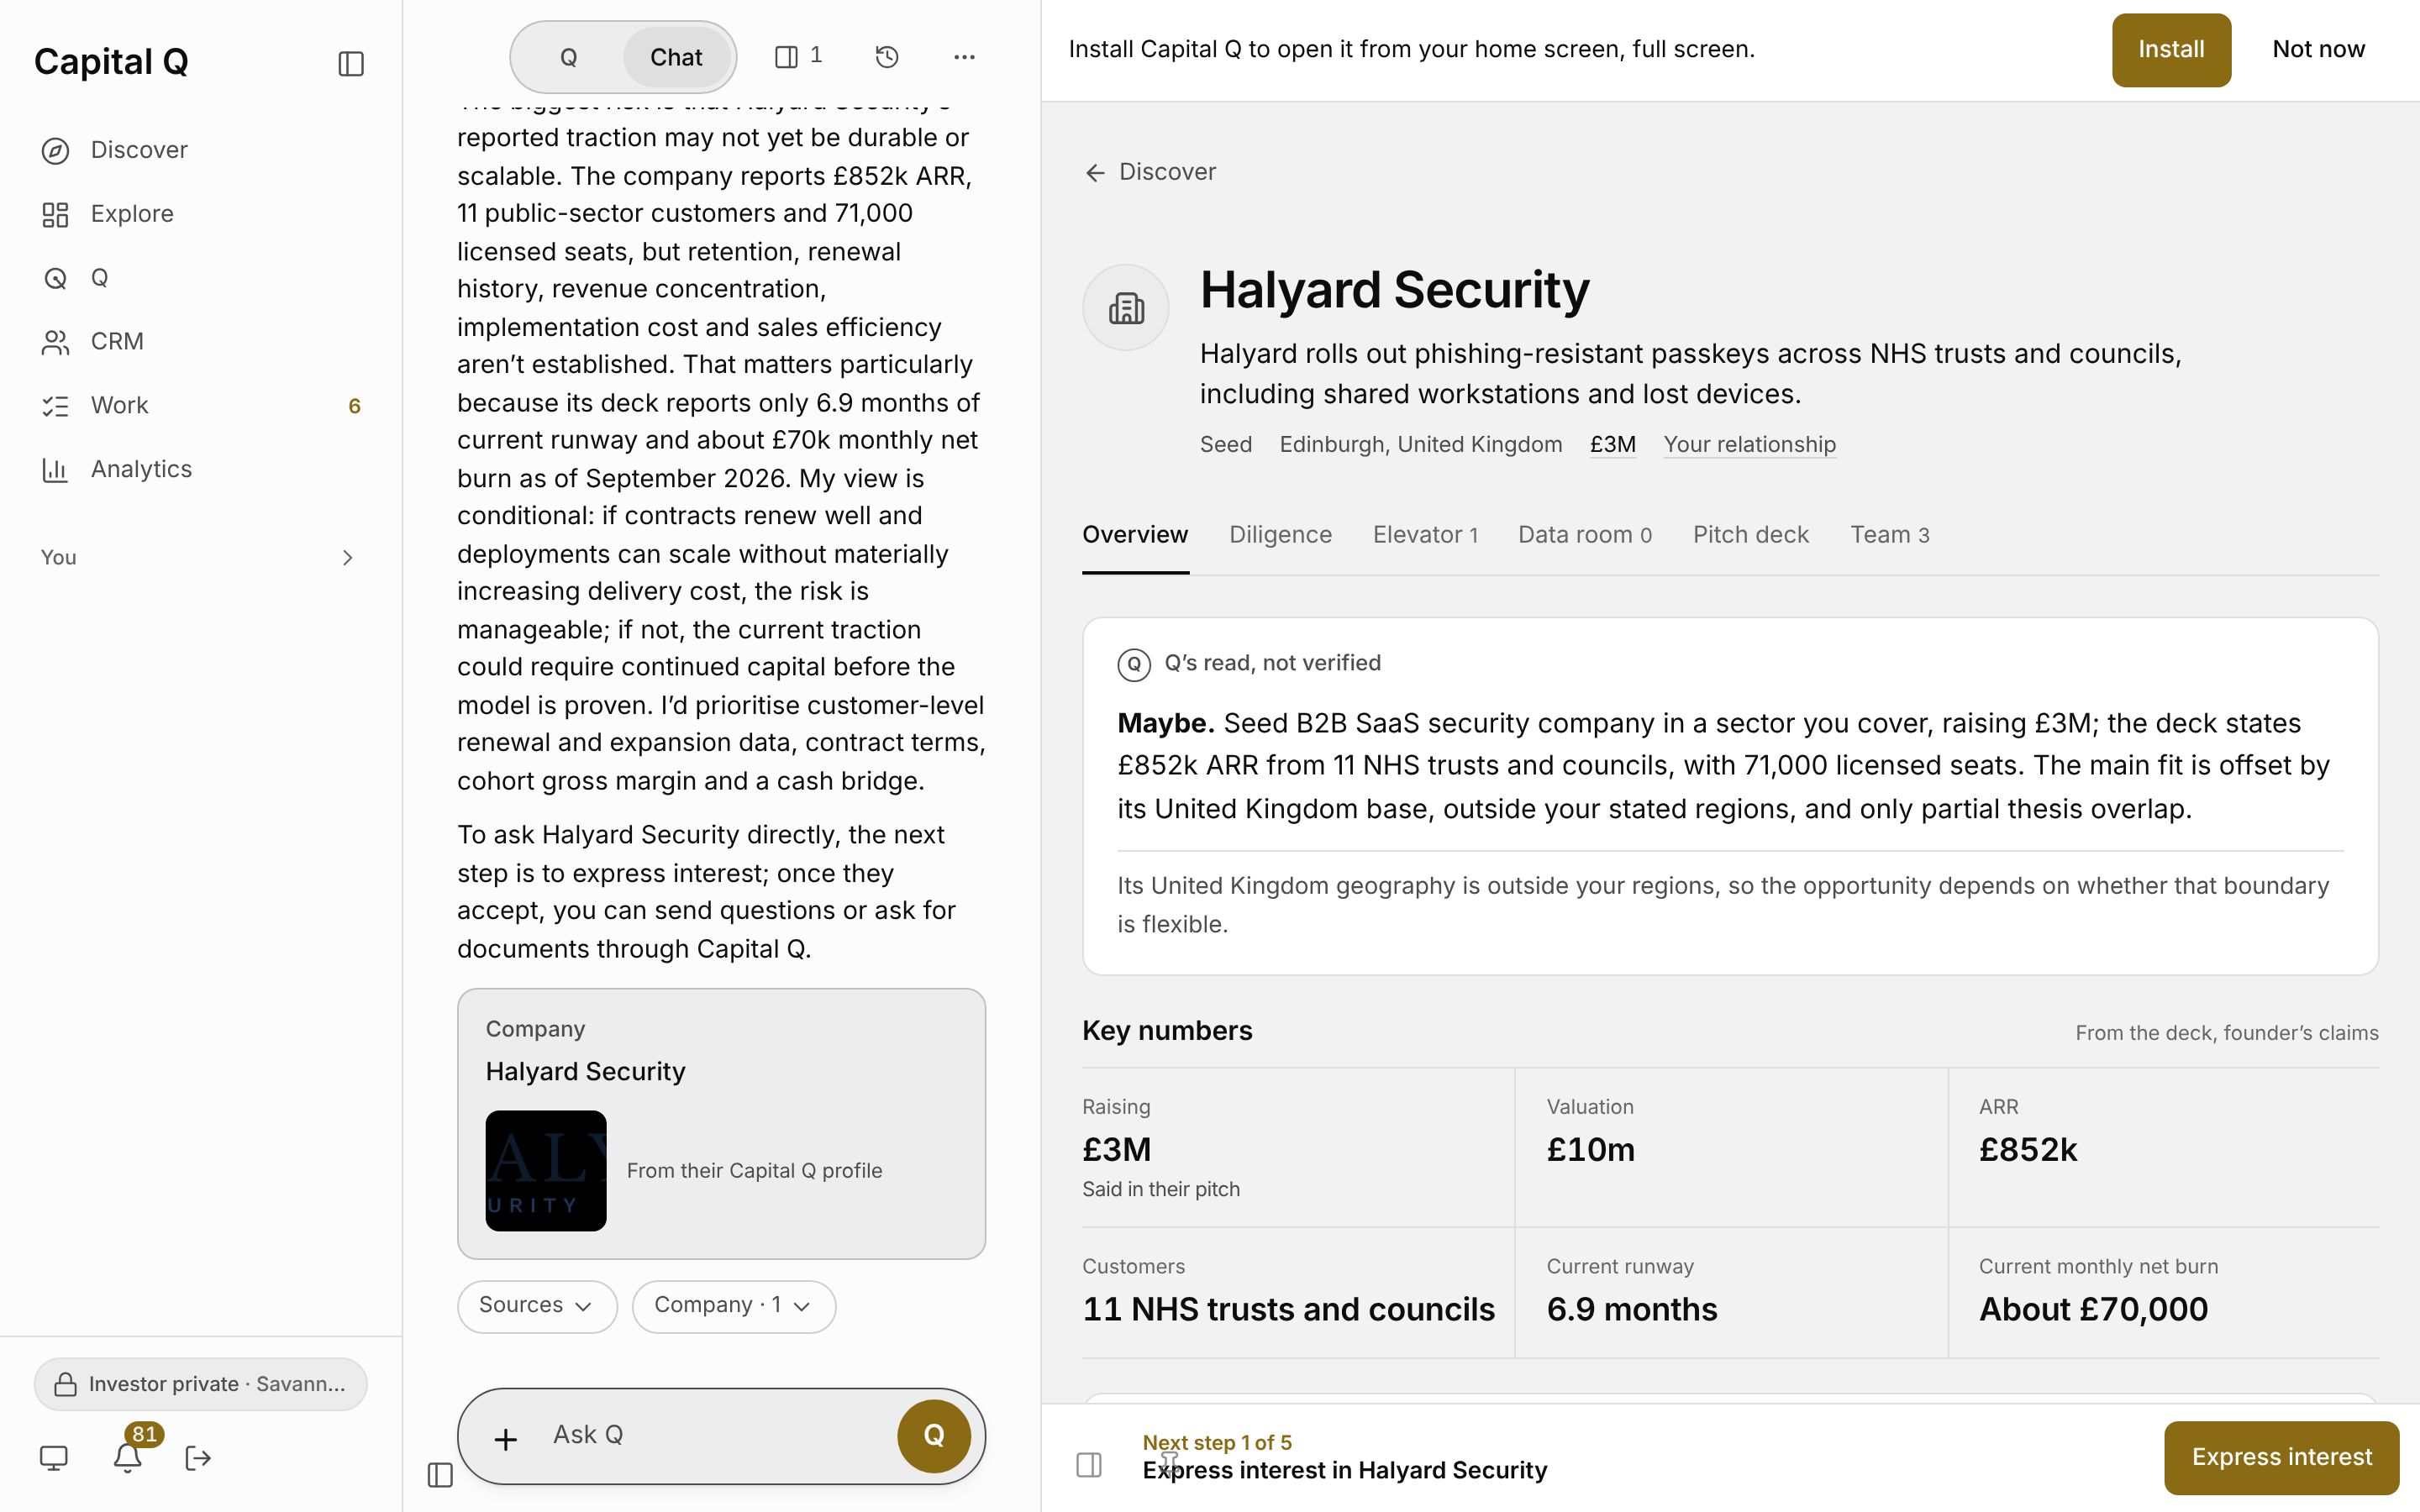 Capital Q
Discover
Explore
Q
CRM
Work 6
Analytics
You
Investor private · Savann...
81
Q Chat 1
The biggest risk is that Halyard Security's
reported traction may not yet be durable or
scalable. The company reports £852k ARR,
11 public-sector customers and 71,000
licensed seats, but retention, renewal
history, revenue concentration,
implementation cost and sales efficiency
aren’t established. That matters particularly
because its deck reports only 6.9 months of
current runway and about £70k monthly net
burn as of September 2026. My view is
conditional: if contracts renew well and
deployments can scale without materially
increasing delivery cost, the risk is
manageable; if not, the current traction
could require continued capital before the
model is proven. I’d prioritise customer-level
renewal and expansion data, contract terms,
cohort gross margin and a cash bridge.
To ask Halyard Security directly, the next
step is to express interest; once they
accept, you can send questions or ask for
documents through Capital Q.
Company
Halyard Security
ALY
URITY
From their Capital Q profile
Sources
Company · 1
Ask Q
Q
Install Capital Q to open it from your home screen, full screen.
Install
Not now
Discover
Halyard Security
Halyard rolls out phishing-resistant passkeys across NHS trusts and councils,
including shared workstations and lost devices.
Seed Edinburgh, United Kingdom £3M Your relationship
Overview Diligence Elevator 1 Data room 0 Pitch deck Team 3
Q Q’s read, not verified
Maybe. Seed B2B SaaS security company in a sector you cover, raising £3M; the deck states
£852k ARR from 11 NHS trusts and councils, with 71,000 licensed seats. The main fit is offset by
its United Kingdom base, outside your stated regions, and only partial thesis overlap.
Its United Kingdom geography is outside your regions, so the opportunity depends on whether that boundary
is flexible.
Key numbers
From the deck, founder’s claims
Raising
£3M
Said in their pitch
Valuation
£10m
ARR
£852k
Customers
11 NHS trusts and councils
Current runway
6.9 months
Current monthly net burn
About £70,000
Next step 1 of 5
Express interest in Halyard Security
Express interest